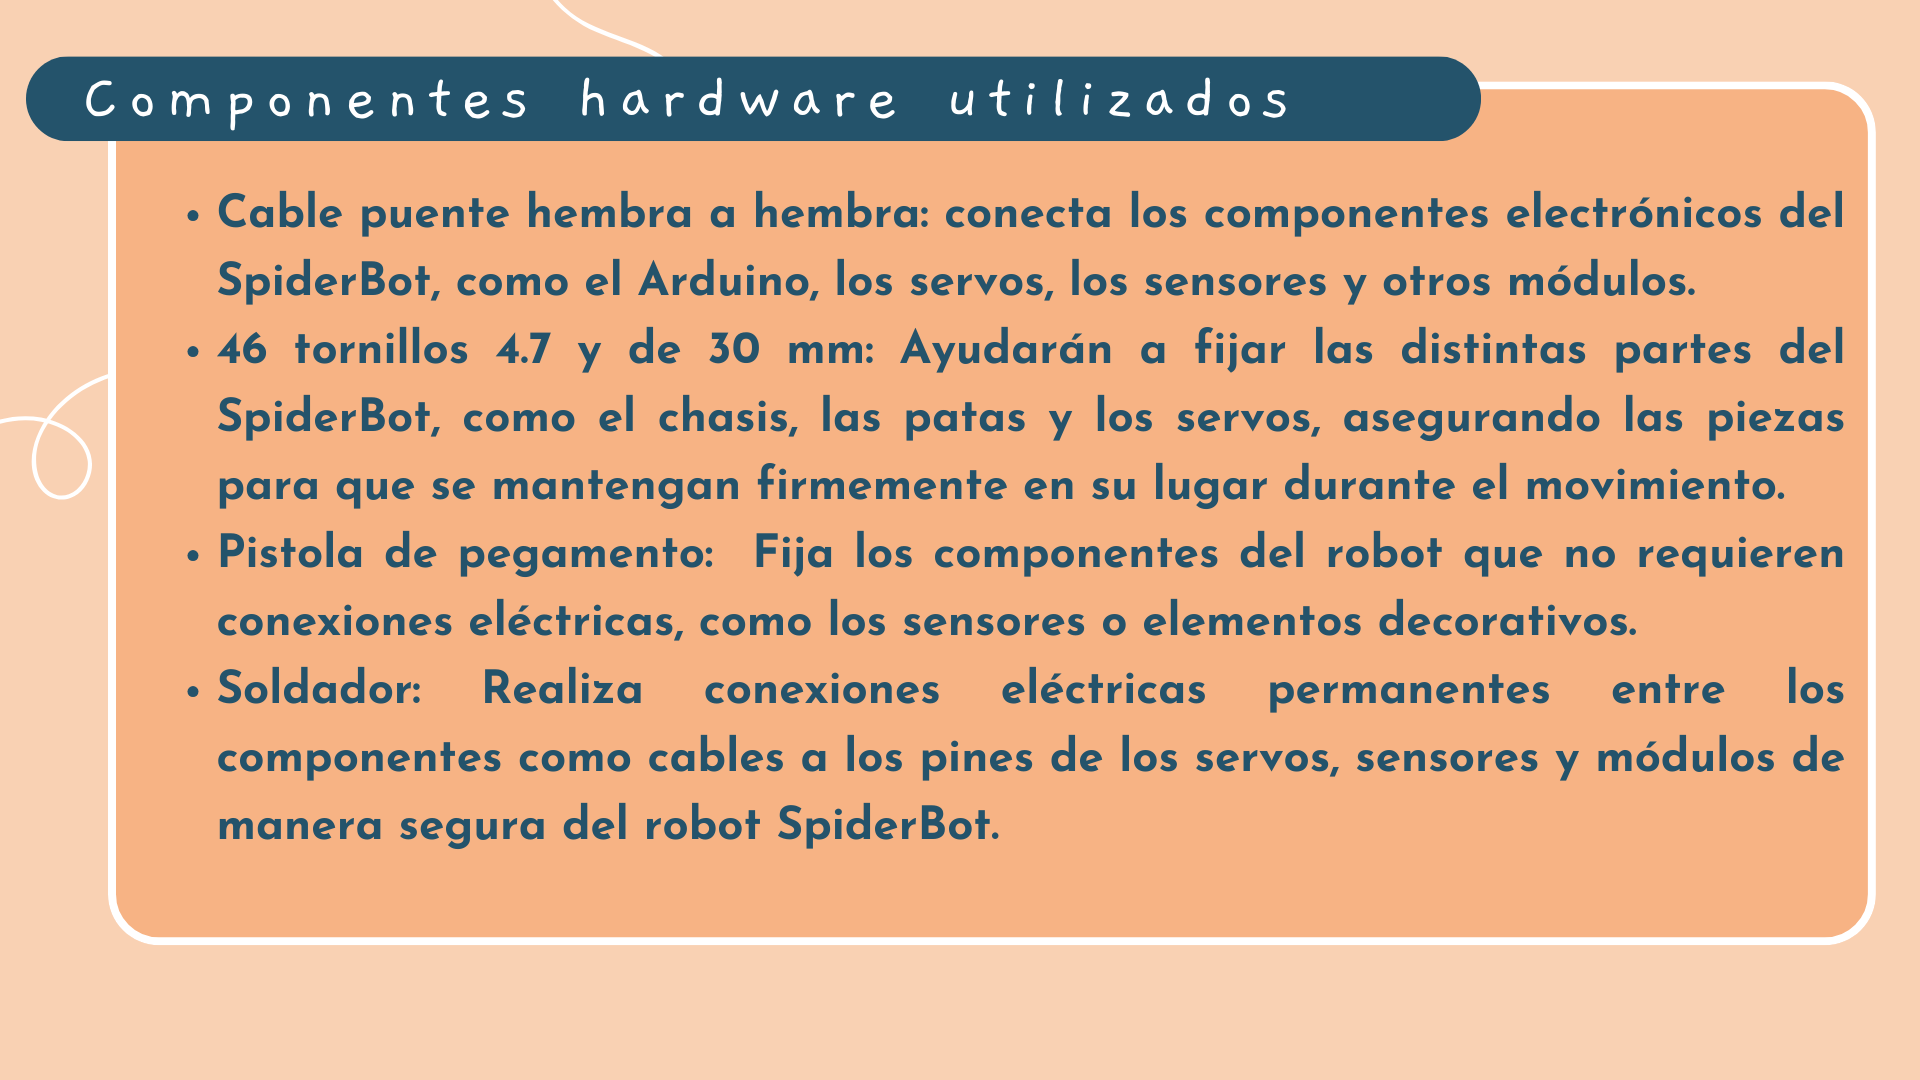 Componentes hardware utilizados
• Cable puente hembra a hembra: conecta los componentes electrónicos del
SpiderBot, como el Arduino, los servos, los sensores y otros módulos.
• 46 tornillos 4.7 y de 30 mm: Ayudarán a fijar las distintas partes del
SpiderBot, como el chasis, las patas y los servos, asegurando las piezas
para que se mantengan firmemente en su lugar durante el movimiento.
• Pistola de pegamento: Fija los componentes del robot que no requieren
conexiones eléctricas, como los sensores o elementos decorativos.
• Soldador: Realiza conexiones eléctricas permanentes entre los
componentes como cables a los pines de los servos, sensores y módulos de
manera segura del robot SpiderBot.